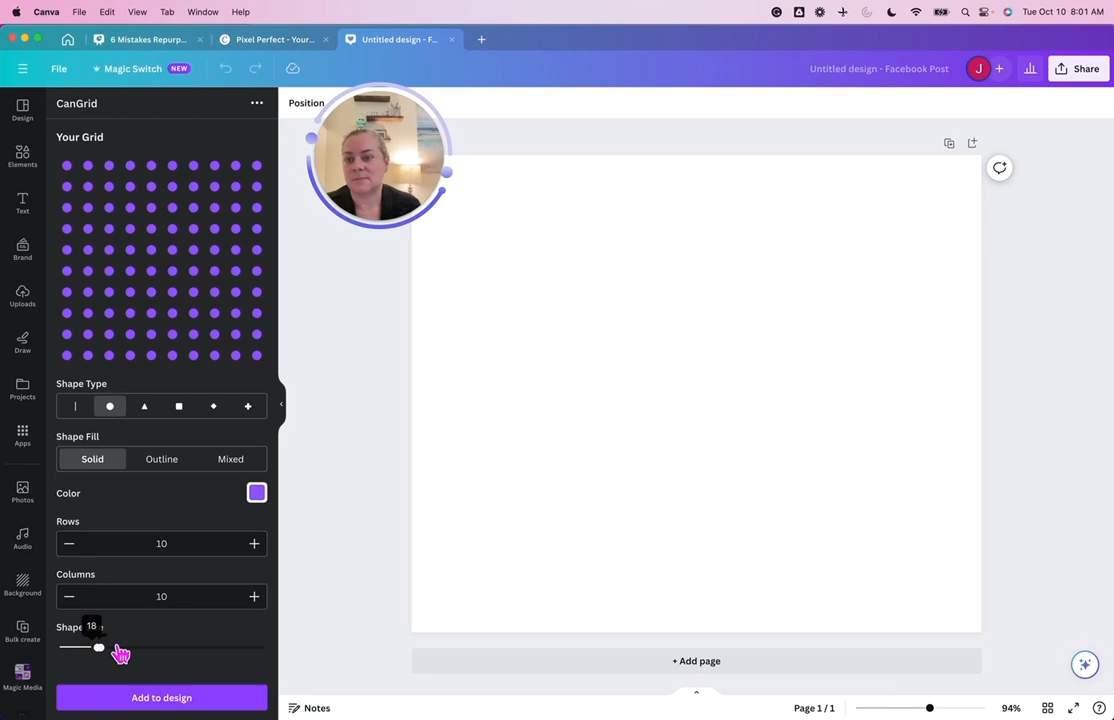 Canva File Edit View Tab Window Help
Tue Oct 10 8:01 AM
6 Mistakes Repurp...
Pixel Perfect - Your...
Untitled design - F...
File
Magic Switch NEW
Untitled design - Facebook Post
J
Share
Design
Elements
Text
Brand
Uploads
Draw
Projects
Apps
Photos
Audio
Background
Bulk create
Magic Media
CanGrid
Your Grid
Shape Type
Shape Fill
Solid Outline Mixed
Color
Rows
10
Columns
10
18
Add to design
Position
+ Add page
Notes
Page 1 / 1
94%